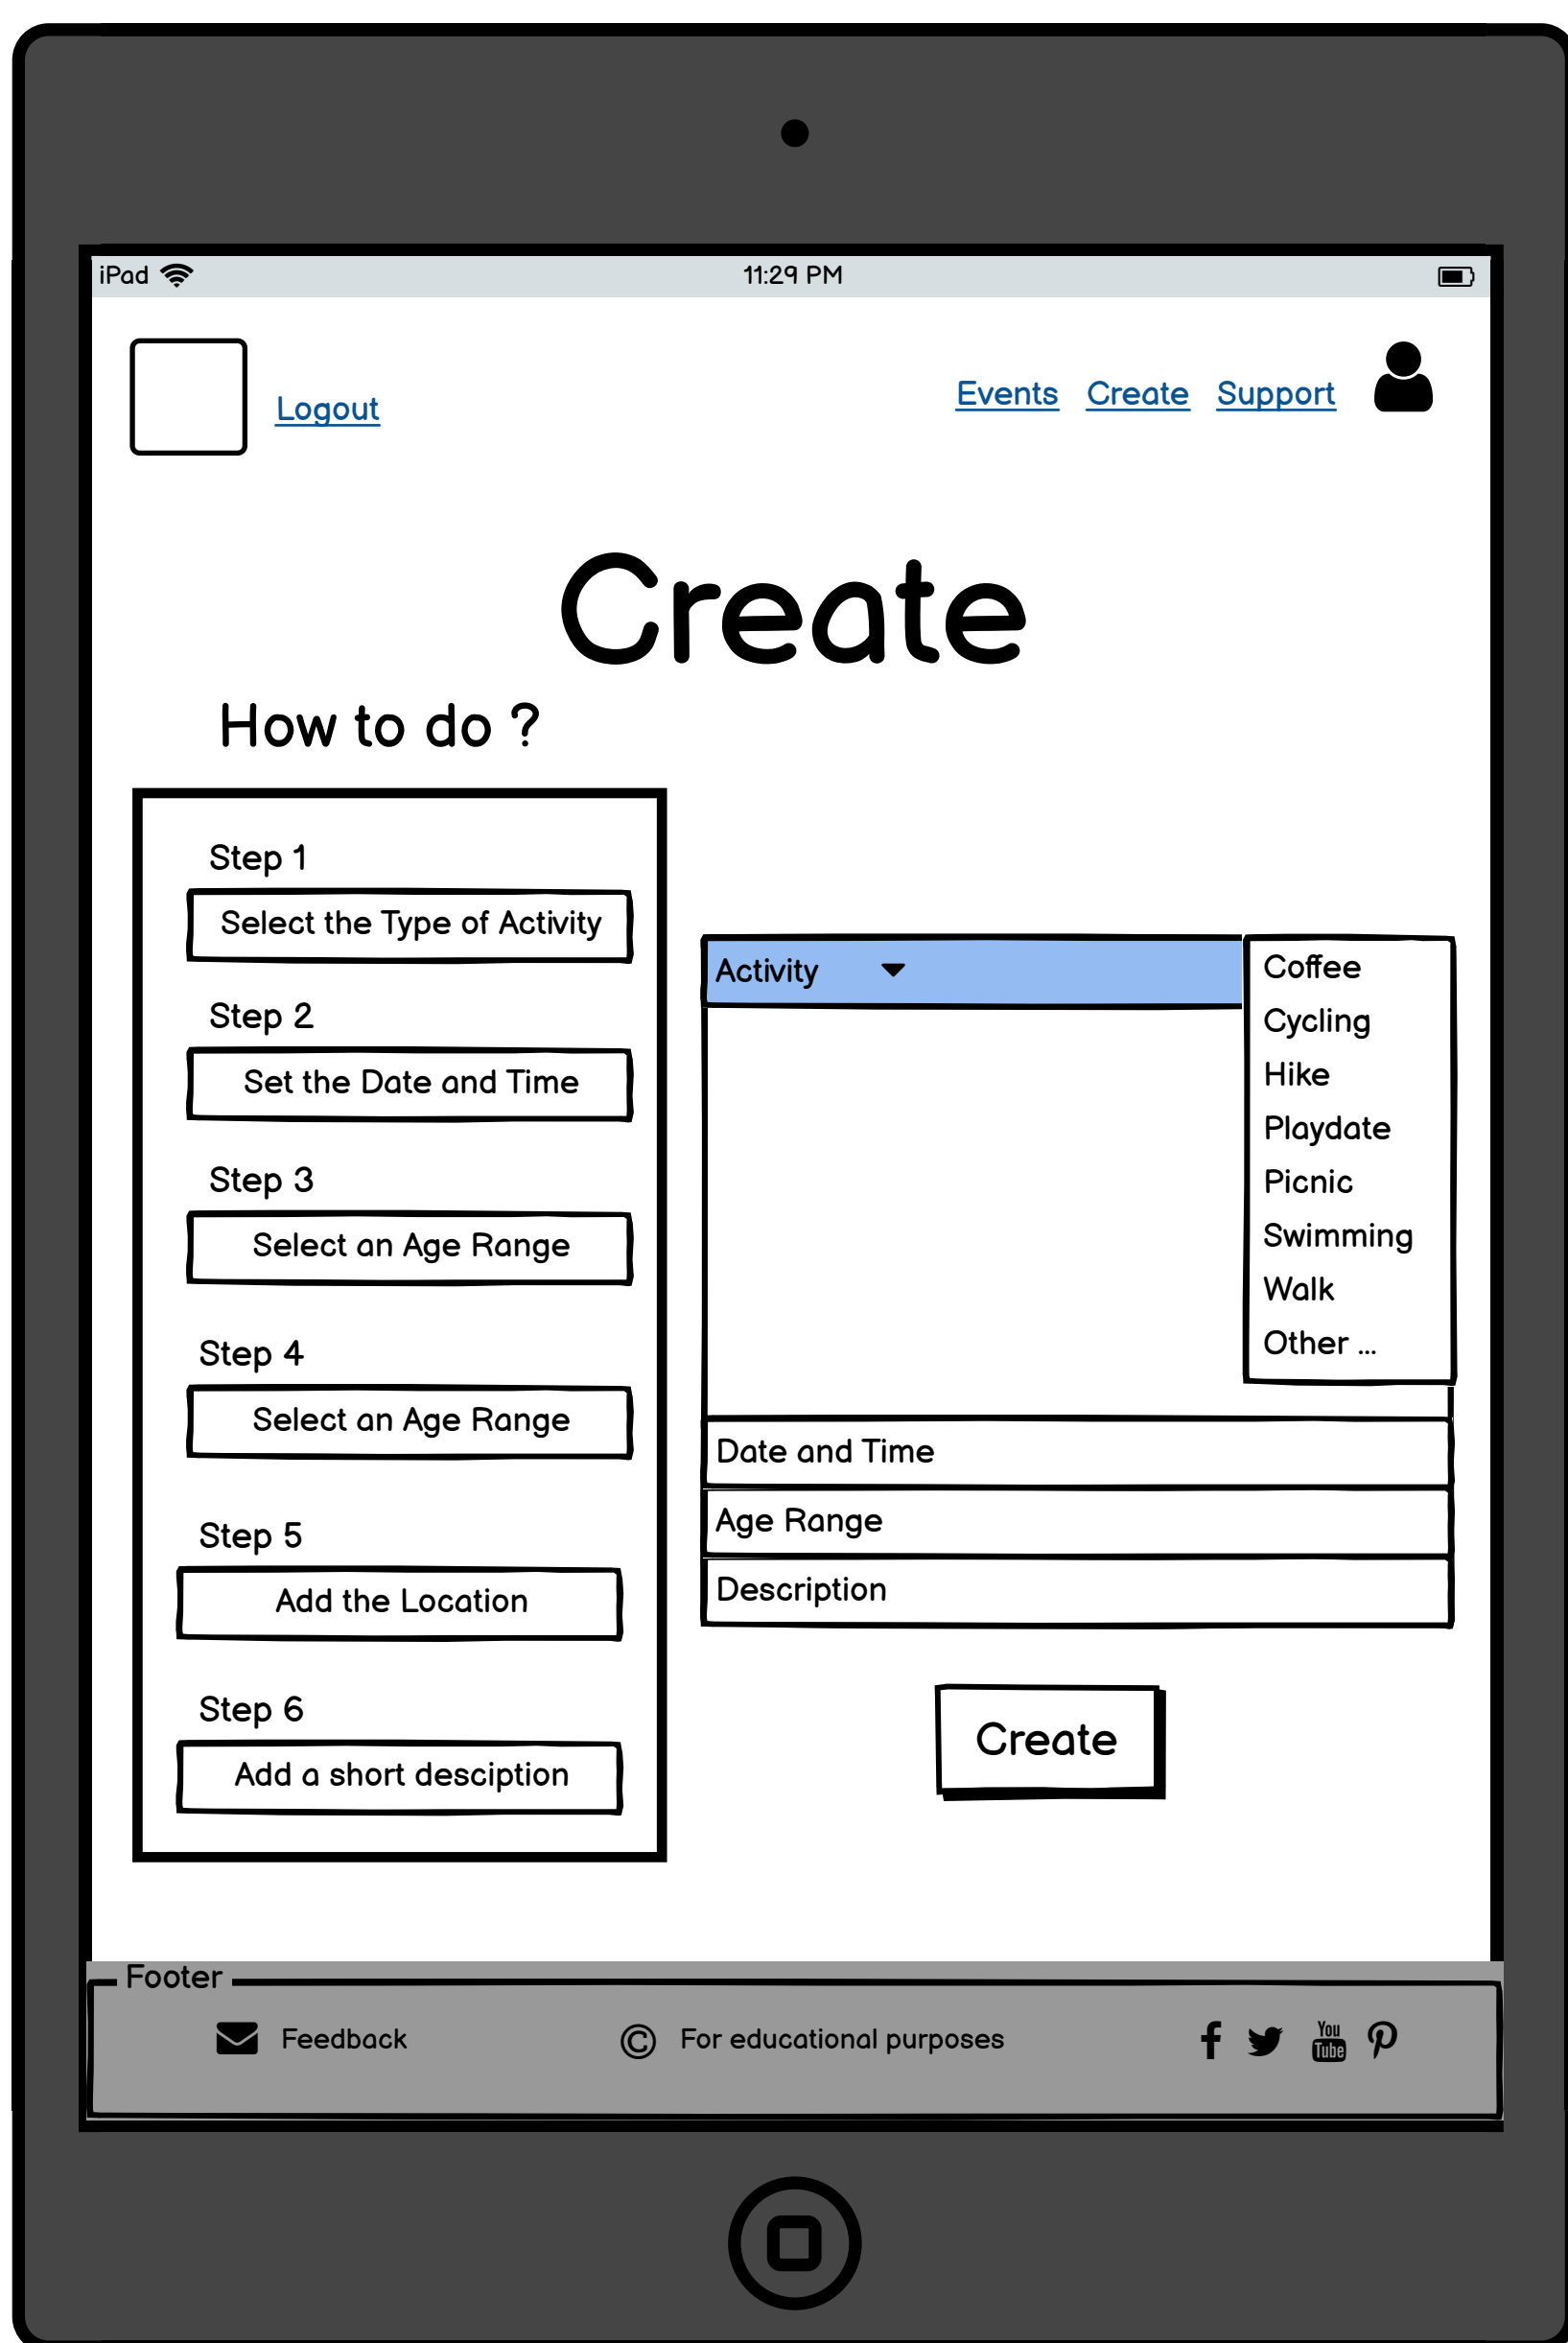 iPad 11:29 PM
Logout Events Create Support
Create
How to do ?
Step 1
Select the Type of Activity
Step 2
Set the Date and Time
Step 3
Select an Age Range
Step 4
Select an Age Range
Step 5
Add the Location
Step 6
Add a short desciption
Activity
Coffee
Cycling
Hike
Playdate
Picnic
Swimming
Walk
Other ...
Date and Time
Age Range
Description
Create
Footer
Feedback © For educational purposes You Tube